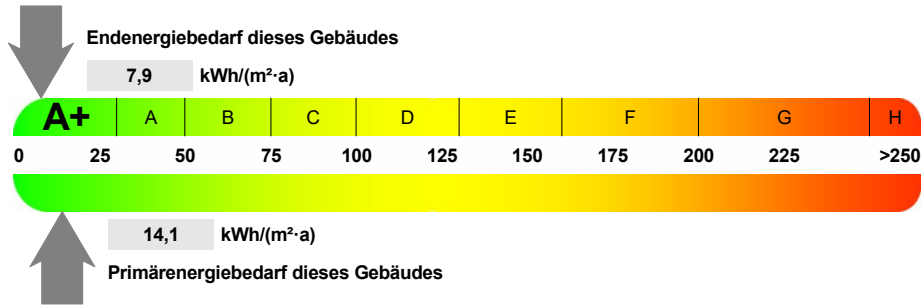 Endenergiebedarf dieses Gebäudes
7,9 kWh/(m²·a)
A+ A B C D E F G H
0 25 50 75 100 125 150 175 200 225 >250
14,1 kWh/(m²·a)
Primärenergiebedarf dieses Gebäudes